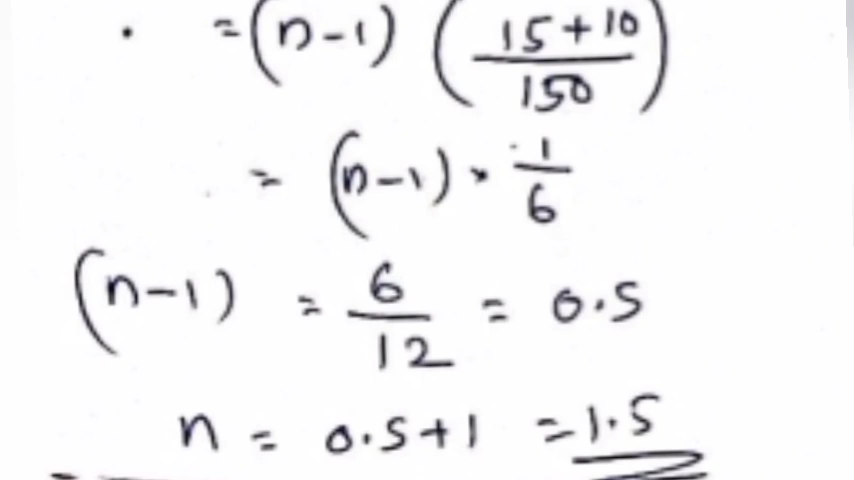 = (n-1) (15+10/150)
= (n-1) × 1/6
(n-1) = 6/12 = 0.5
n = 0.5+1 = 1.5